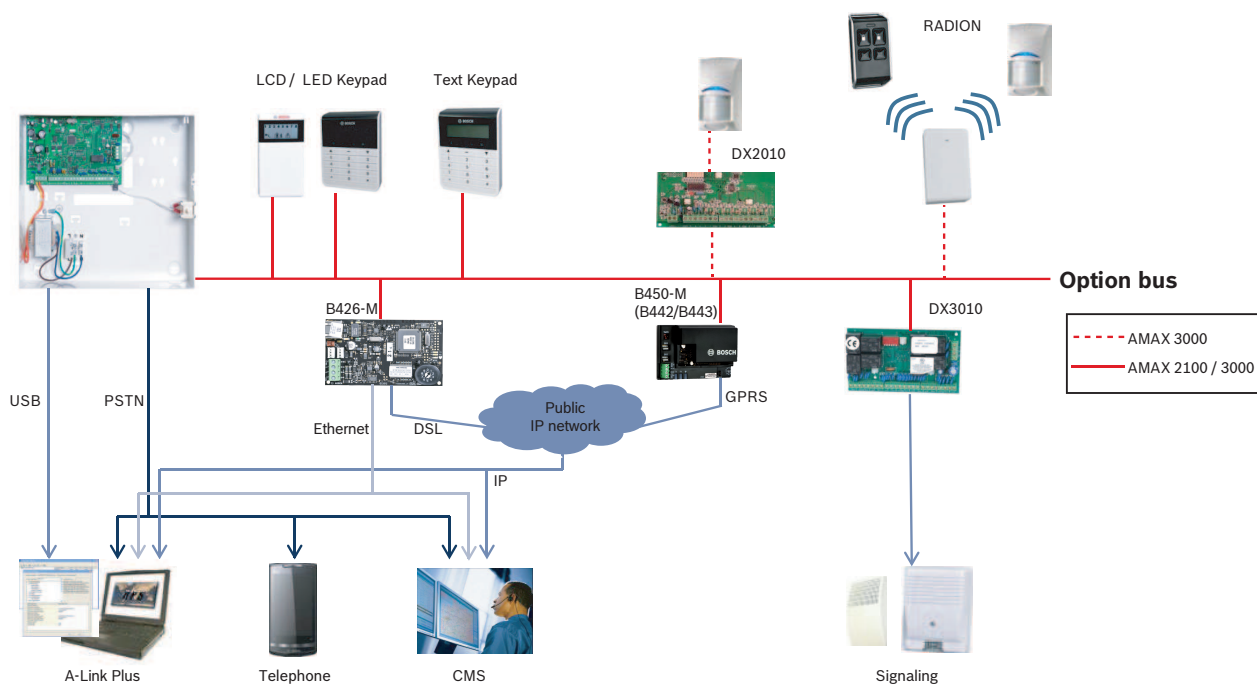 RADION
LCD / LED Keypad
Text Keypad
DX2010
Option bus
B426-M
B450-M
(B442/B443)
DX3010
BOSCH
AMAX 3000
AMAX 2100 / 3000
USB
PSTN
Public
IP network
GPRS
Ethernet
DSL
IP
A-Link Plus
Telephone
CMS
Signaling